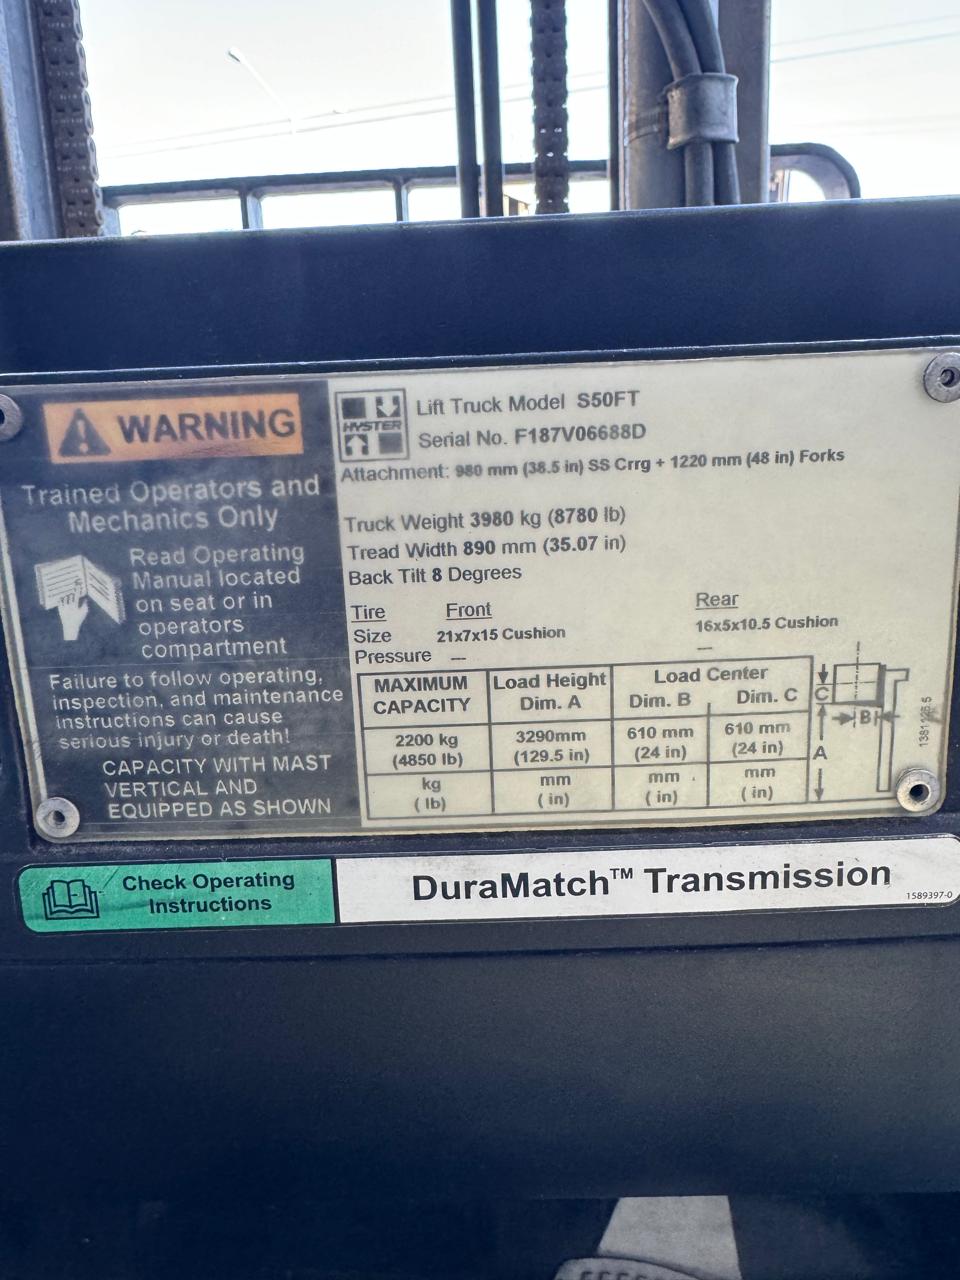 WARNING
Trained Operators and
Mechanics Only
Read Operating
Manual located
on seat or in
operators
compartment
Failure to follow operating,
inspection, and maintenance
instructions can cause
serious injury or death!
CAPACITY WITH MAST
VERTICAL AND
EQUIPPED AS SHOWN
HYSTER
Lift Truck Model S50FT
Serial No. F187V06688D
Attachment: 980 mm (38.5 in) SS Crrg + 1220 mm (48 in) Forks
Truck Weight 3980 kg (8780 lb)
Tread Width 890 mm (35.07 in)
Back Tilt 8 Degrees
Tire Front Rear
Size 21x7x15 Cushion 16x5x10.5 Cushion
Pressure — —
MAXIMUM CAPACITY Load Height Dim. A Load Center Dim. B Dim. C
2200 kg 3290mm 610 mm 610 mm
(4850 lb) (129.5 in) (24 in) (24 in)
kg mm mm mm
( lb) ( in) ( in) ( in)
C
B
A
Check Operating
Instructions
DuraMatch™ Transmission
1589397-0